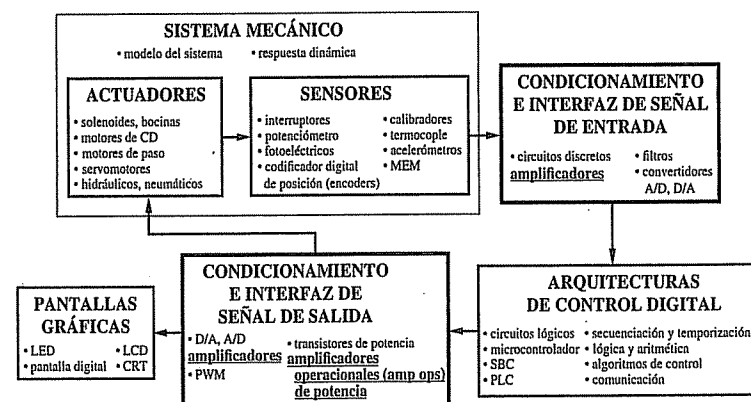 SISTEMA MECÁNICO
• modelo del sistema • respuesta dinámica
ACTUADORES
• solenoides, bocinas
• motores de CD
• motores de paso
• servomotores
• hidráulicos, neumáticos
SENSORES
• interruptores
• potenciómetro
• fotoeléctricos
• codificador digital
de posición (encoders)
• calibradores
• termocople
• acelerómetros
• MEM
CONDICIONAMIENTO
E INTERFAZ DE SEÑAL
DE ENTRADA
• circuitos discretos
amplificadores
• filtros
• convertidores
A/D, D/A
ARQUITECTURAS
DE CONTROL DIGITAL
• circuitos lógicos
• microcontrolador
• SBC
• PLC
• secuenciación y temporización
• lógica y aritmética
• algoritmos de control
• comunicación
CONDICIONAMIENTO
E INTERFAZ DE
SEÑAL DE SALIDA
• D/A, A/D
amplificadores
• PWM
• transistores de potencia
amplificadores
operacionales (amp ops)
de potencia
PANTALLAS
GRÁFICAS
• LED
• pantalla digital
• LCD
• CRT